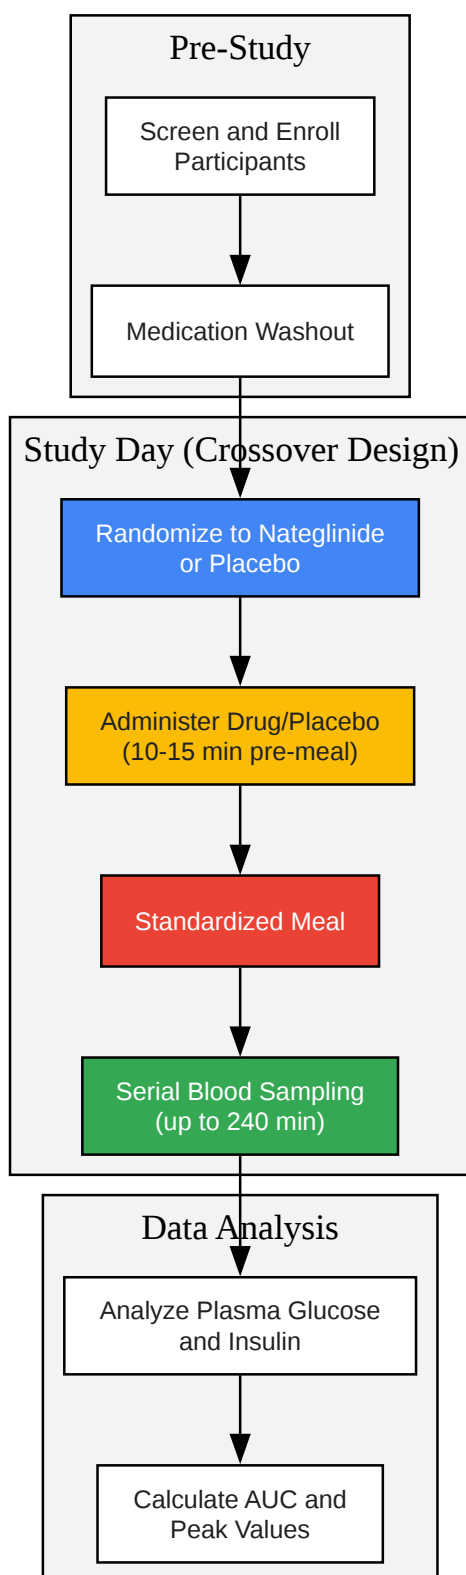 Pre-Study
Screen and Enroll
Participants
Medication Washout
Study Day (Crossover Design)
Randomize to Nateglinide
or Placebo
Administer Drug/Placebo
(10-15 min pre-meal)
Standardized Meal
Serial Blood Sampling
(up to 240 min)
Data Analysis
Analyze Plasma Glucose
and Insulin
Calculate AUC and
Peak Values